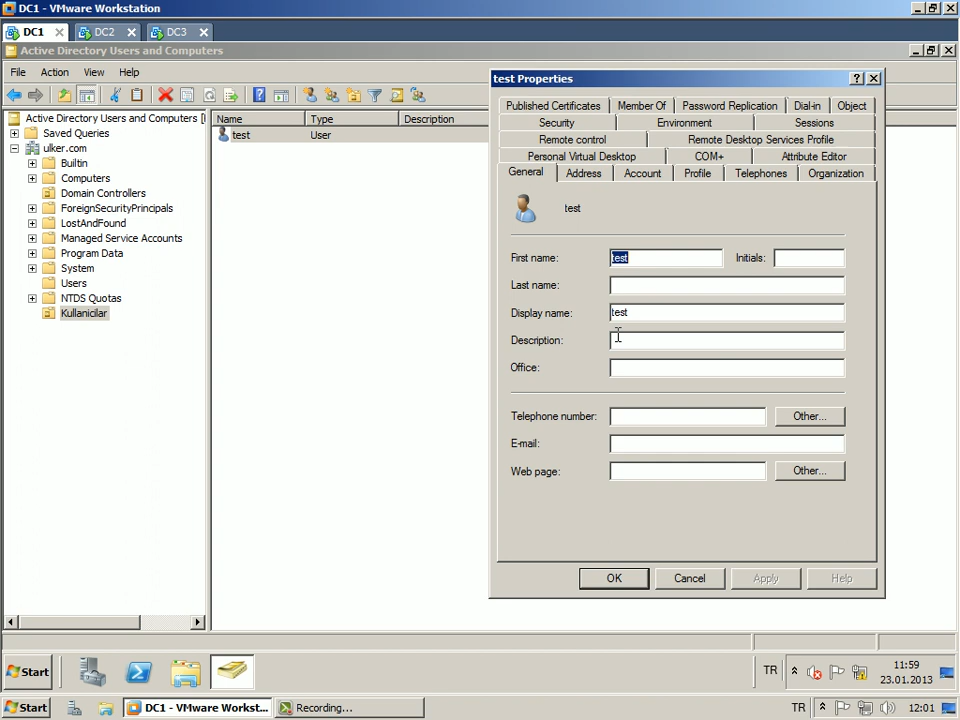 DC1 - VMware Workstation
DC1 DC2 DC3
Active Directory Users and Computers
File Action View Help
Active Directory Users and Computers [
Saved Queries
ulker.com
Builtin
Computers
Domain Controllers
ForeignSecurityPrincipals
LostAndFound
Managed Service Accounts
Program Data
System
Users
NTDS Quotas
Kullanicilar
Name Type Description
test User
test Properties
Published Certificates Member Of Password Replication Dial-in Object
Security Environment Sessions
Remote control Remote Desktop Services Profile
Personal Virtual Desktop COM+ Attribute Editor
General Address Account Profile Telephones Organization
test
First name: test Initials:
Last name:
Display name: test
Description:
Office:
Telephone number: Other...
E-mail:
Web page: Other...
OK Cancel Apply Help
Start TR 11:59
23.01.2013
Start DC1 - VMware Workst... Recording... TR 12:01